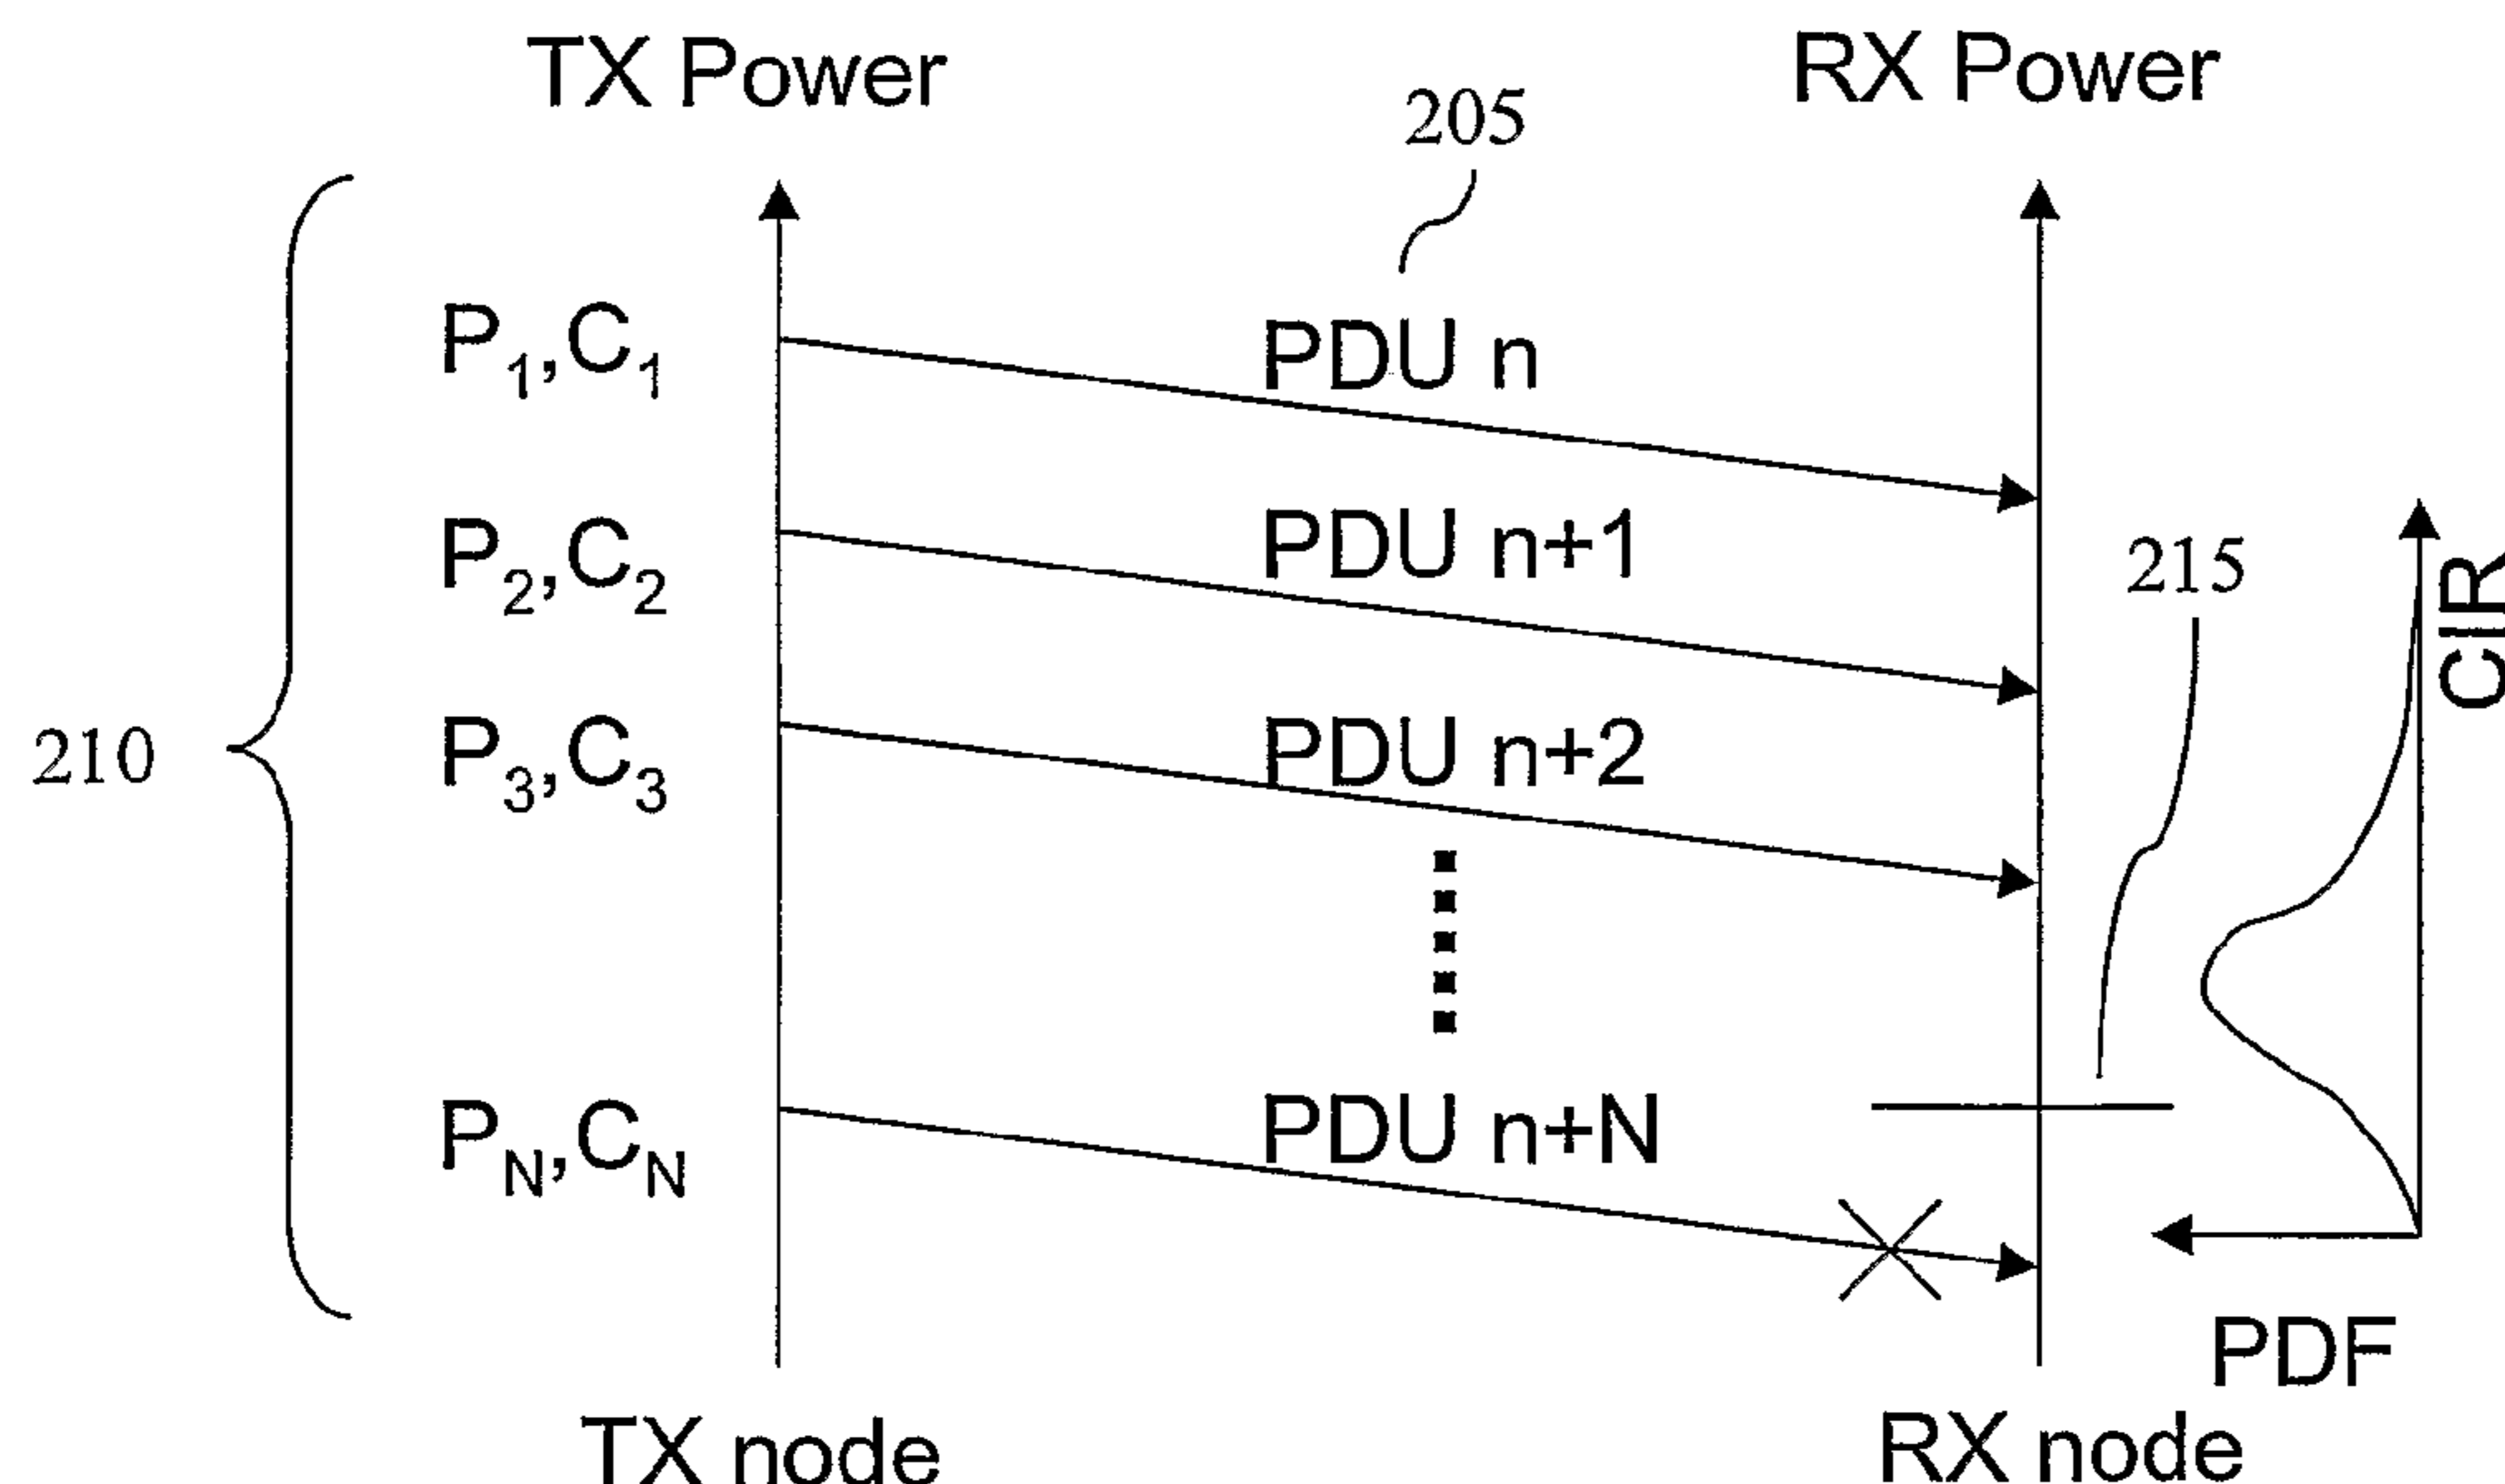 TX Power
RX Power
205
P1,C1
PDU n
P2,C2
PDU n+1
215
CIR
210
P3,C3
PDU n+2
PN,CN
PDU n+N
PDF
TX node
RX node